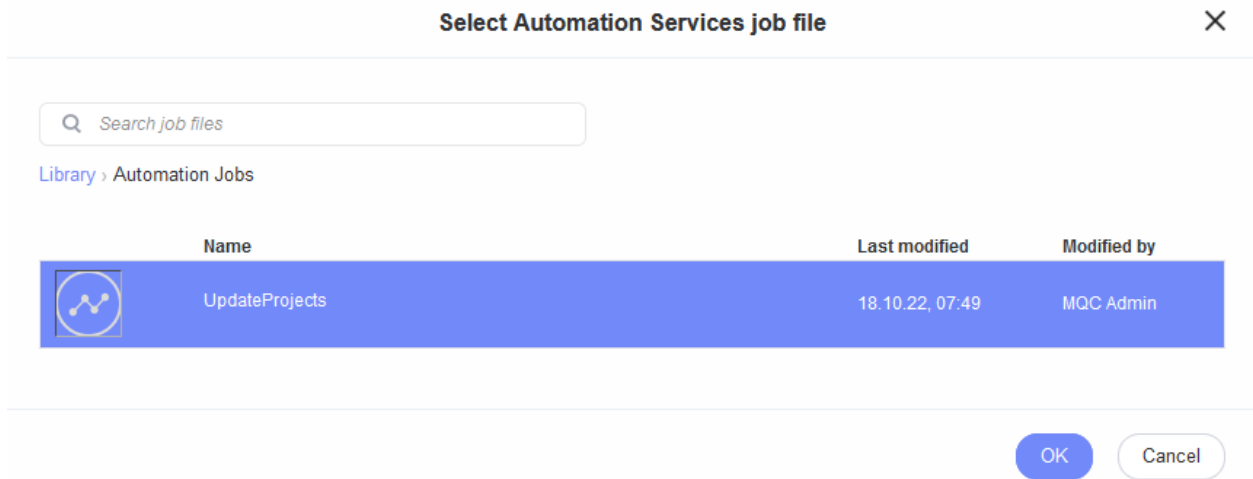 Select Automation Services job file
Search job files
Library › Automation Jobs
Name Last modified Modified by
UpdateProjects 18.10.22, 07:49 MQC Admin
OK Cancel